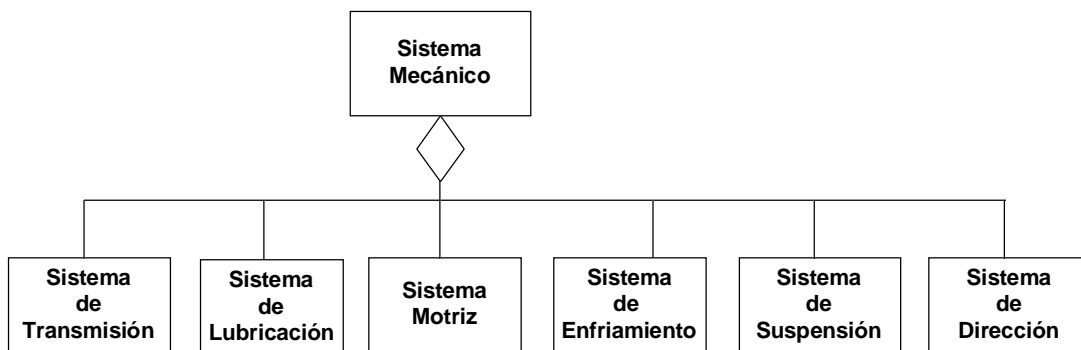 Sistema
Mecánico
Sistema
de
Transmisión
Sistema
de
Lubricación
Sistema
Motriz
Sistema
de
Enfriamiento
Sistema
de
Suspensión
Sistema
de
Dirección